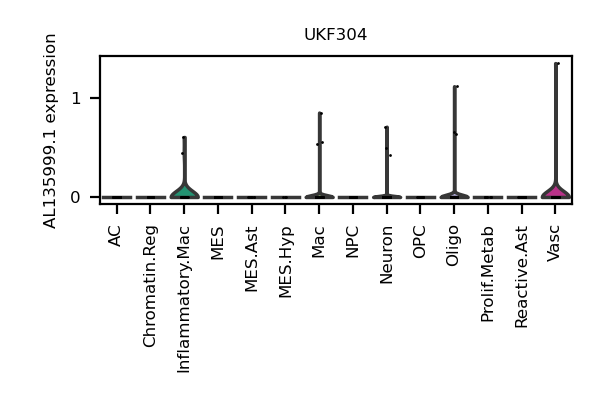 UKF304
AL135999.1 expression
1
0
AC
Chromatin.Reg
Inflammatory.Mac
MES
MES.Ast
MES.Hyp
Mac
NPC
Neuron
OPC
Oligo
Prolif.Metab
Reactive.Ast
Vasc